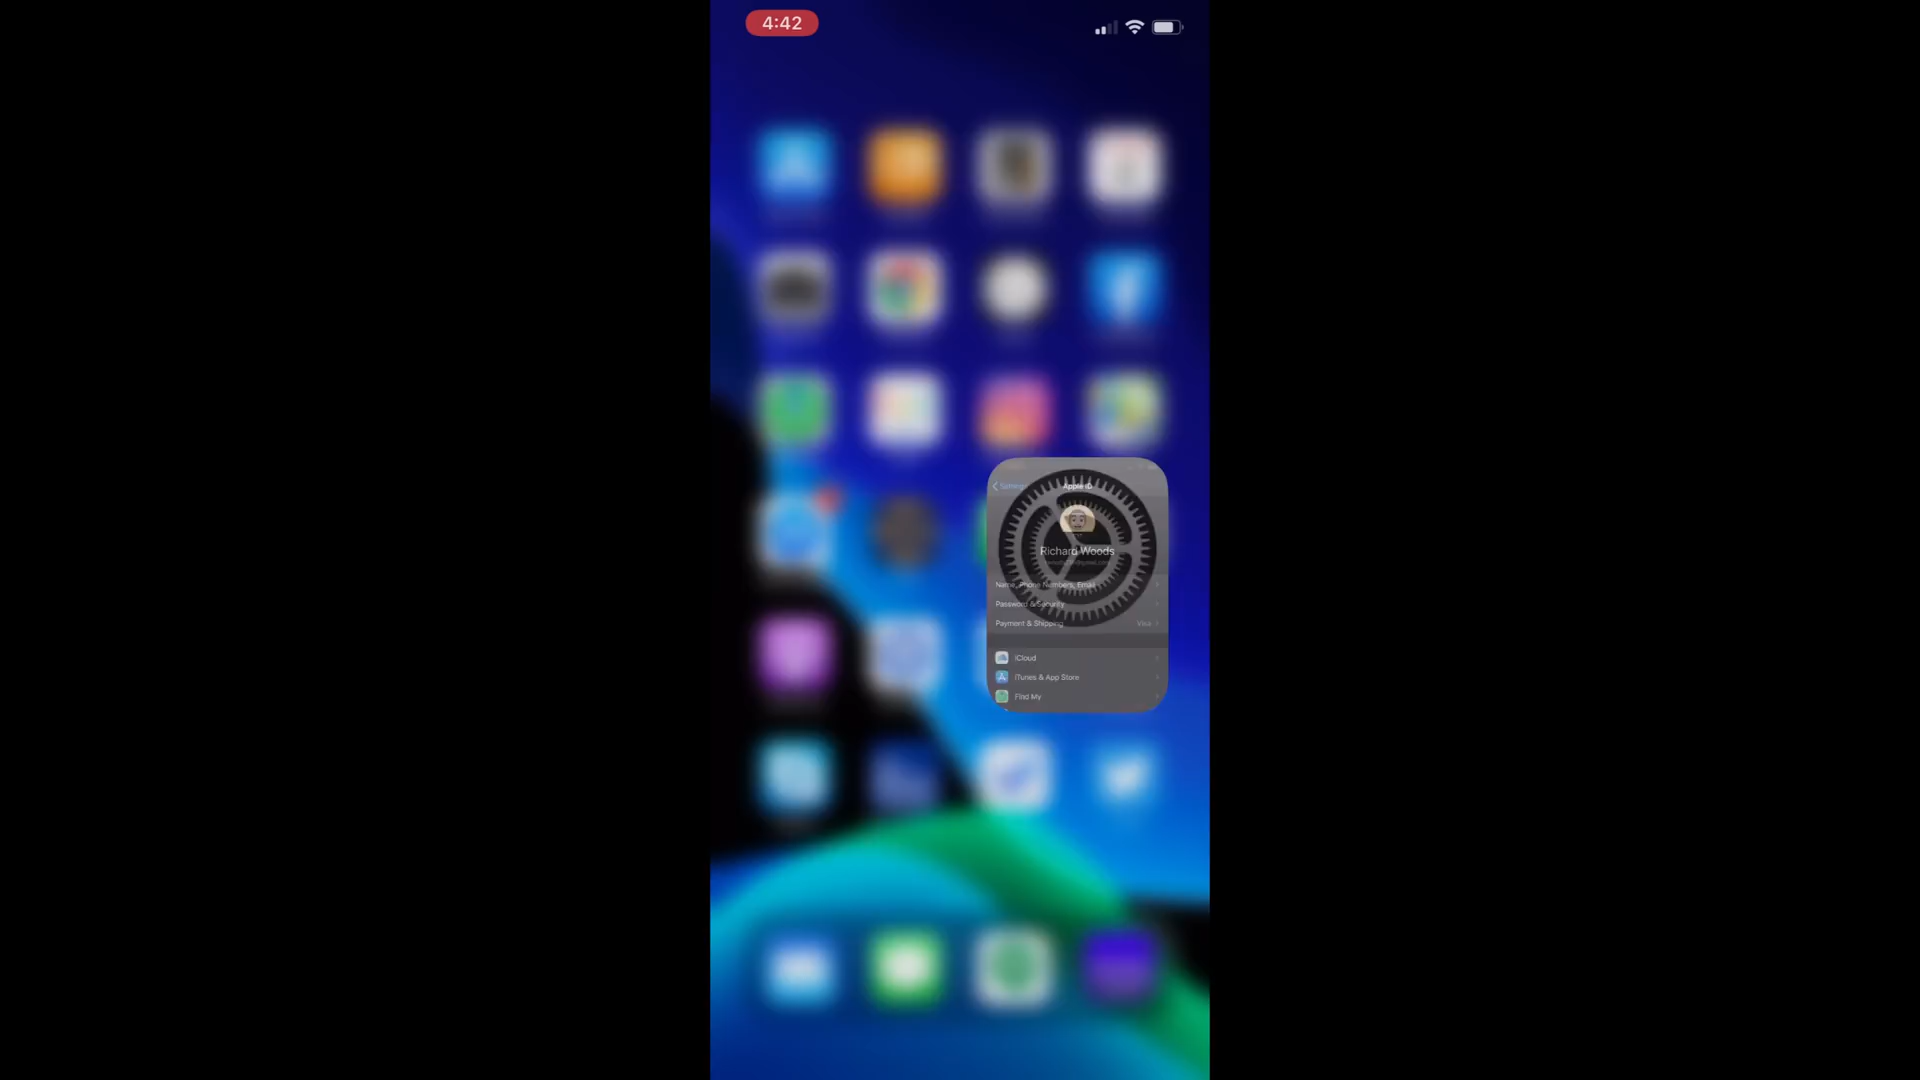 4:42
Settings
Apple ID
Richard Woods
Name, Phone Numbers, Email
Password & Security
Payment & Shipping Visa
iCloud
iTunes & App Store
Find My